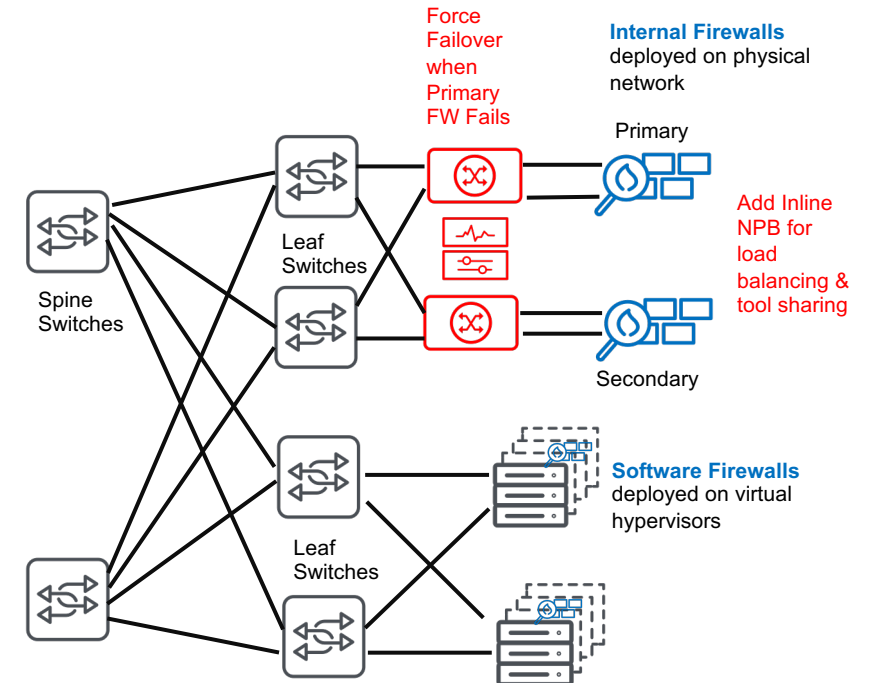 Force
Failover
when
Primary
FW Fails
Internal Firewalls
deployed on physical
network
Primary
Leaf
Switches
Add Inline
NPB for
load
balancing &
tool sharing
Spine
Switches
Secondary
Software Firewalls
deployed on virtual
hypervisors
Leaf
Switches